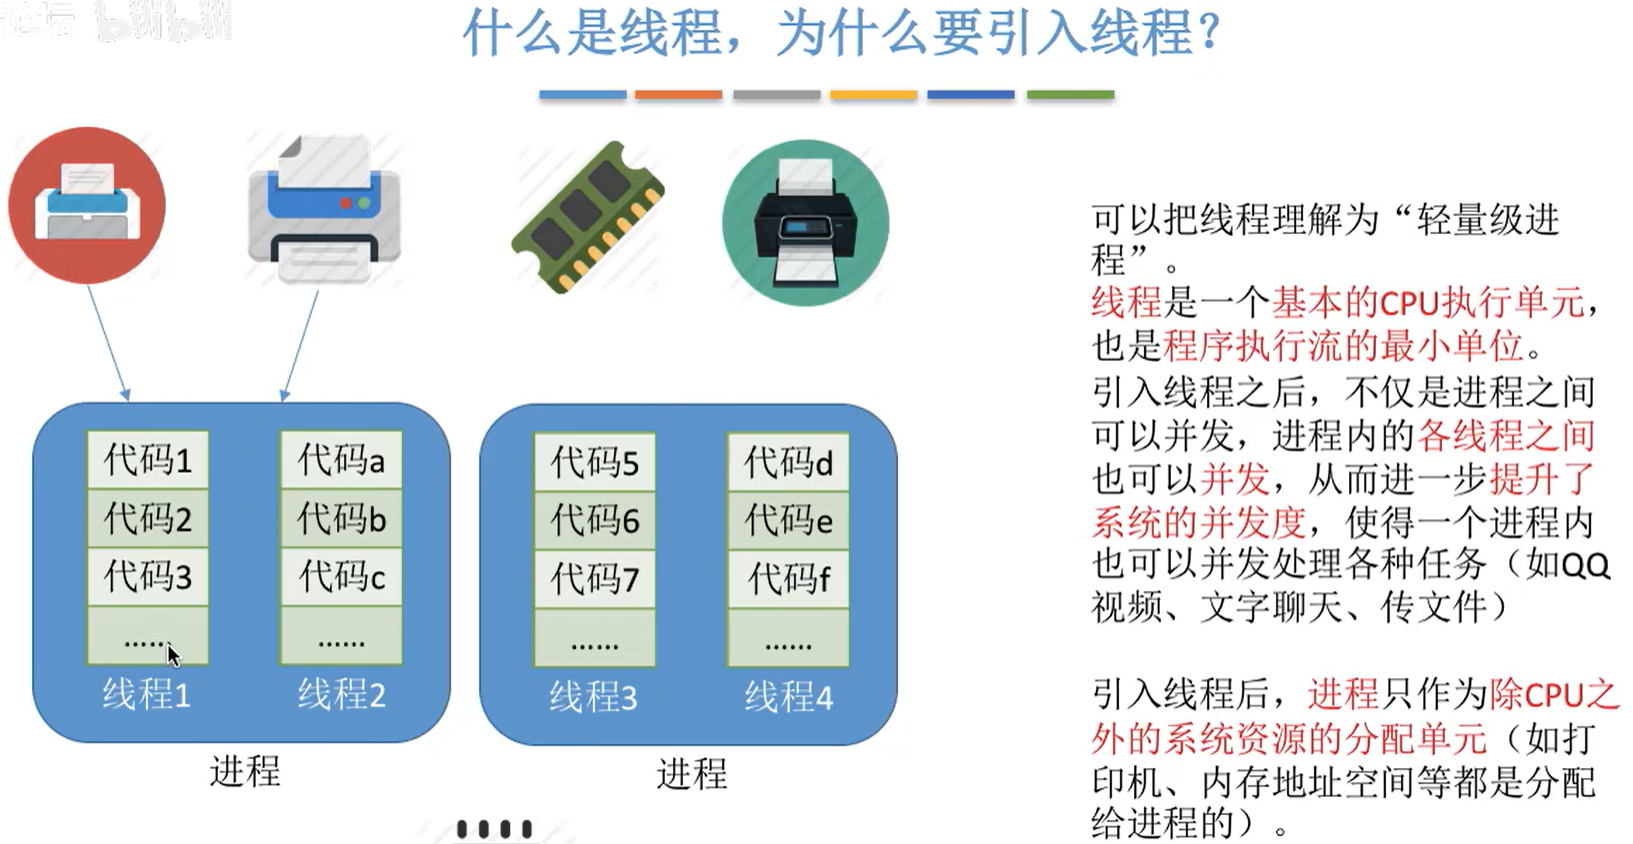 论坛 bilibili
什么是线程，为什么要引入线程？
可以把线程理解为“轻量级进
程”。
线程是一个基本的CPU执行单元，
也是程序执行流的最小单位。
引入线程之后，不仅是进程之间
可以并发，进程内的各线程之间
也可以并发，从而进一步提升了
系统的并发度，使得一个进程内
也可以并发处理各种任务（如QQ
视频、文字聊天、传文件）
引入线程后，进程只作为除CPU之
外的系统资源的分配单元（如打
印机、内存地址空间等都是分配
给进程的）。
代码1
代码2
代码3
……
线程1
代码a
代码b
代码c
……
线程2
进程
代码5
代码6
代码7
……
线程3
代码d
代码e
代码f
……
线程4
进程